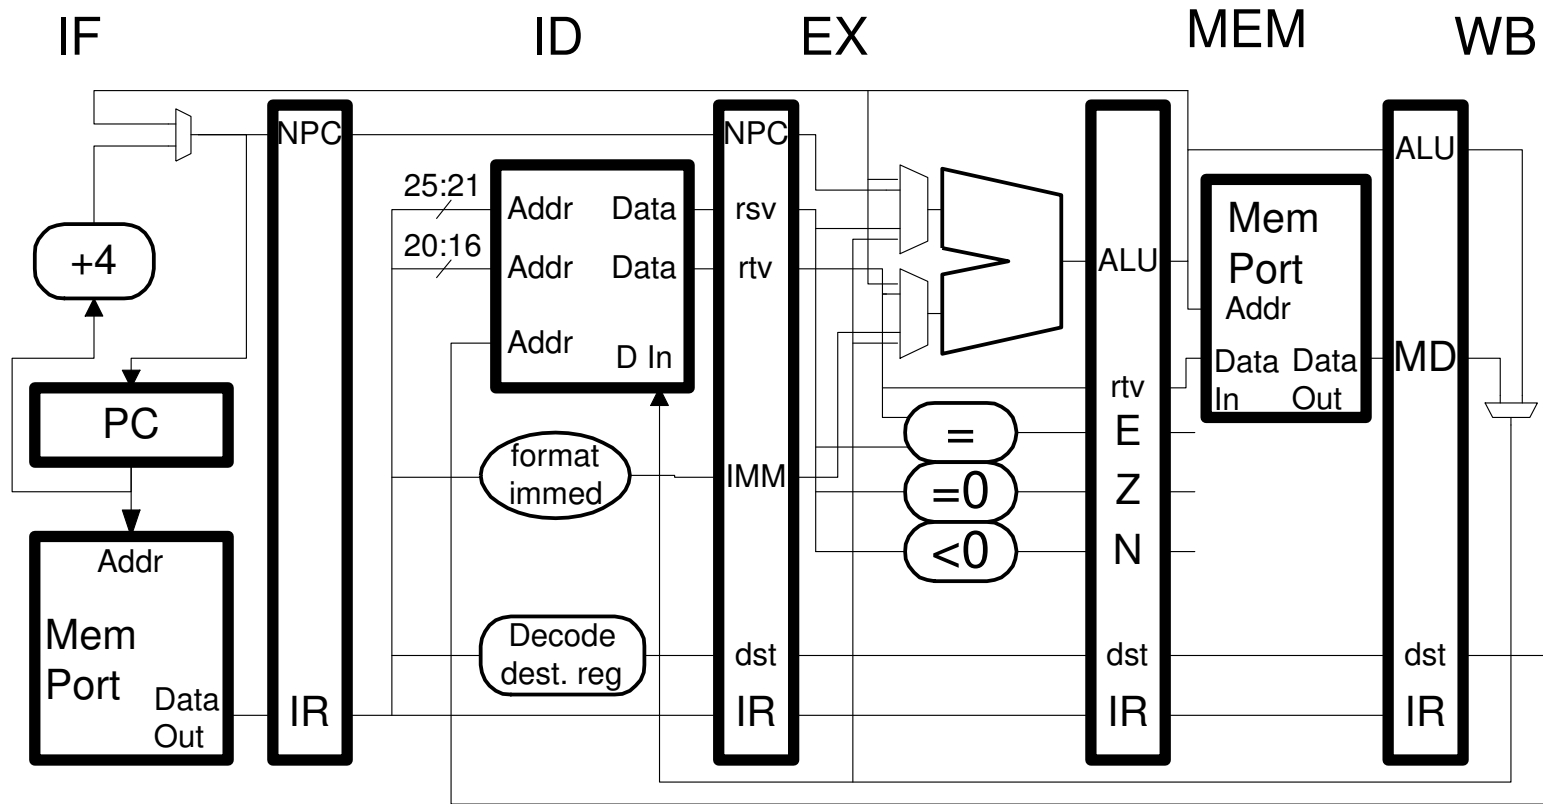 IF
ID
EX
MEM
WB
NPC
+4
PC
Addr
Mem
Port
Data
Out
IR
25:21
20:16
Addr
Data
Addr
Data
Addr
D In
format
immed
Decode
dest. reg
NPC
rsv
rtv
IMM
dst
IR
=
=0
<0
ALU
rtv
E
Z
N
dst
IR
Mem
Port
Addr
Data
In
Data
Out
ALU
MD
dst
IR